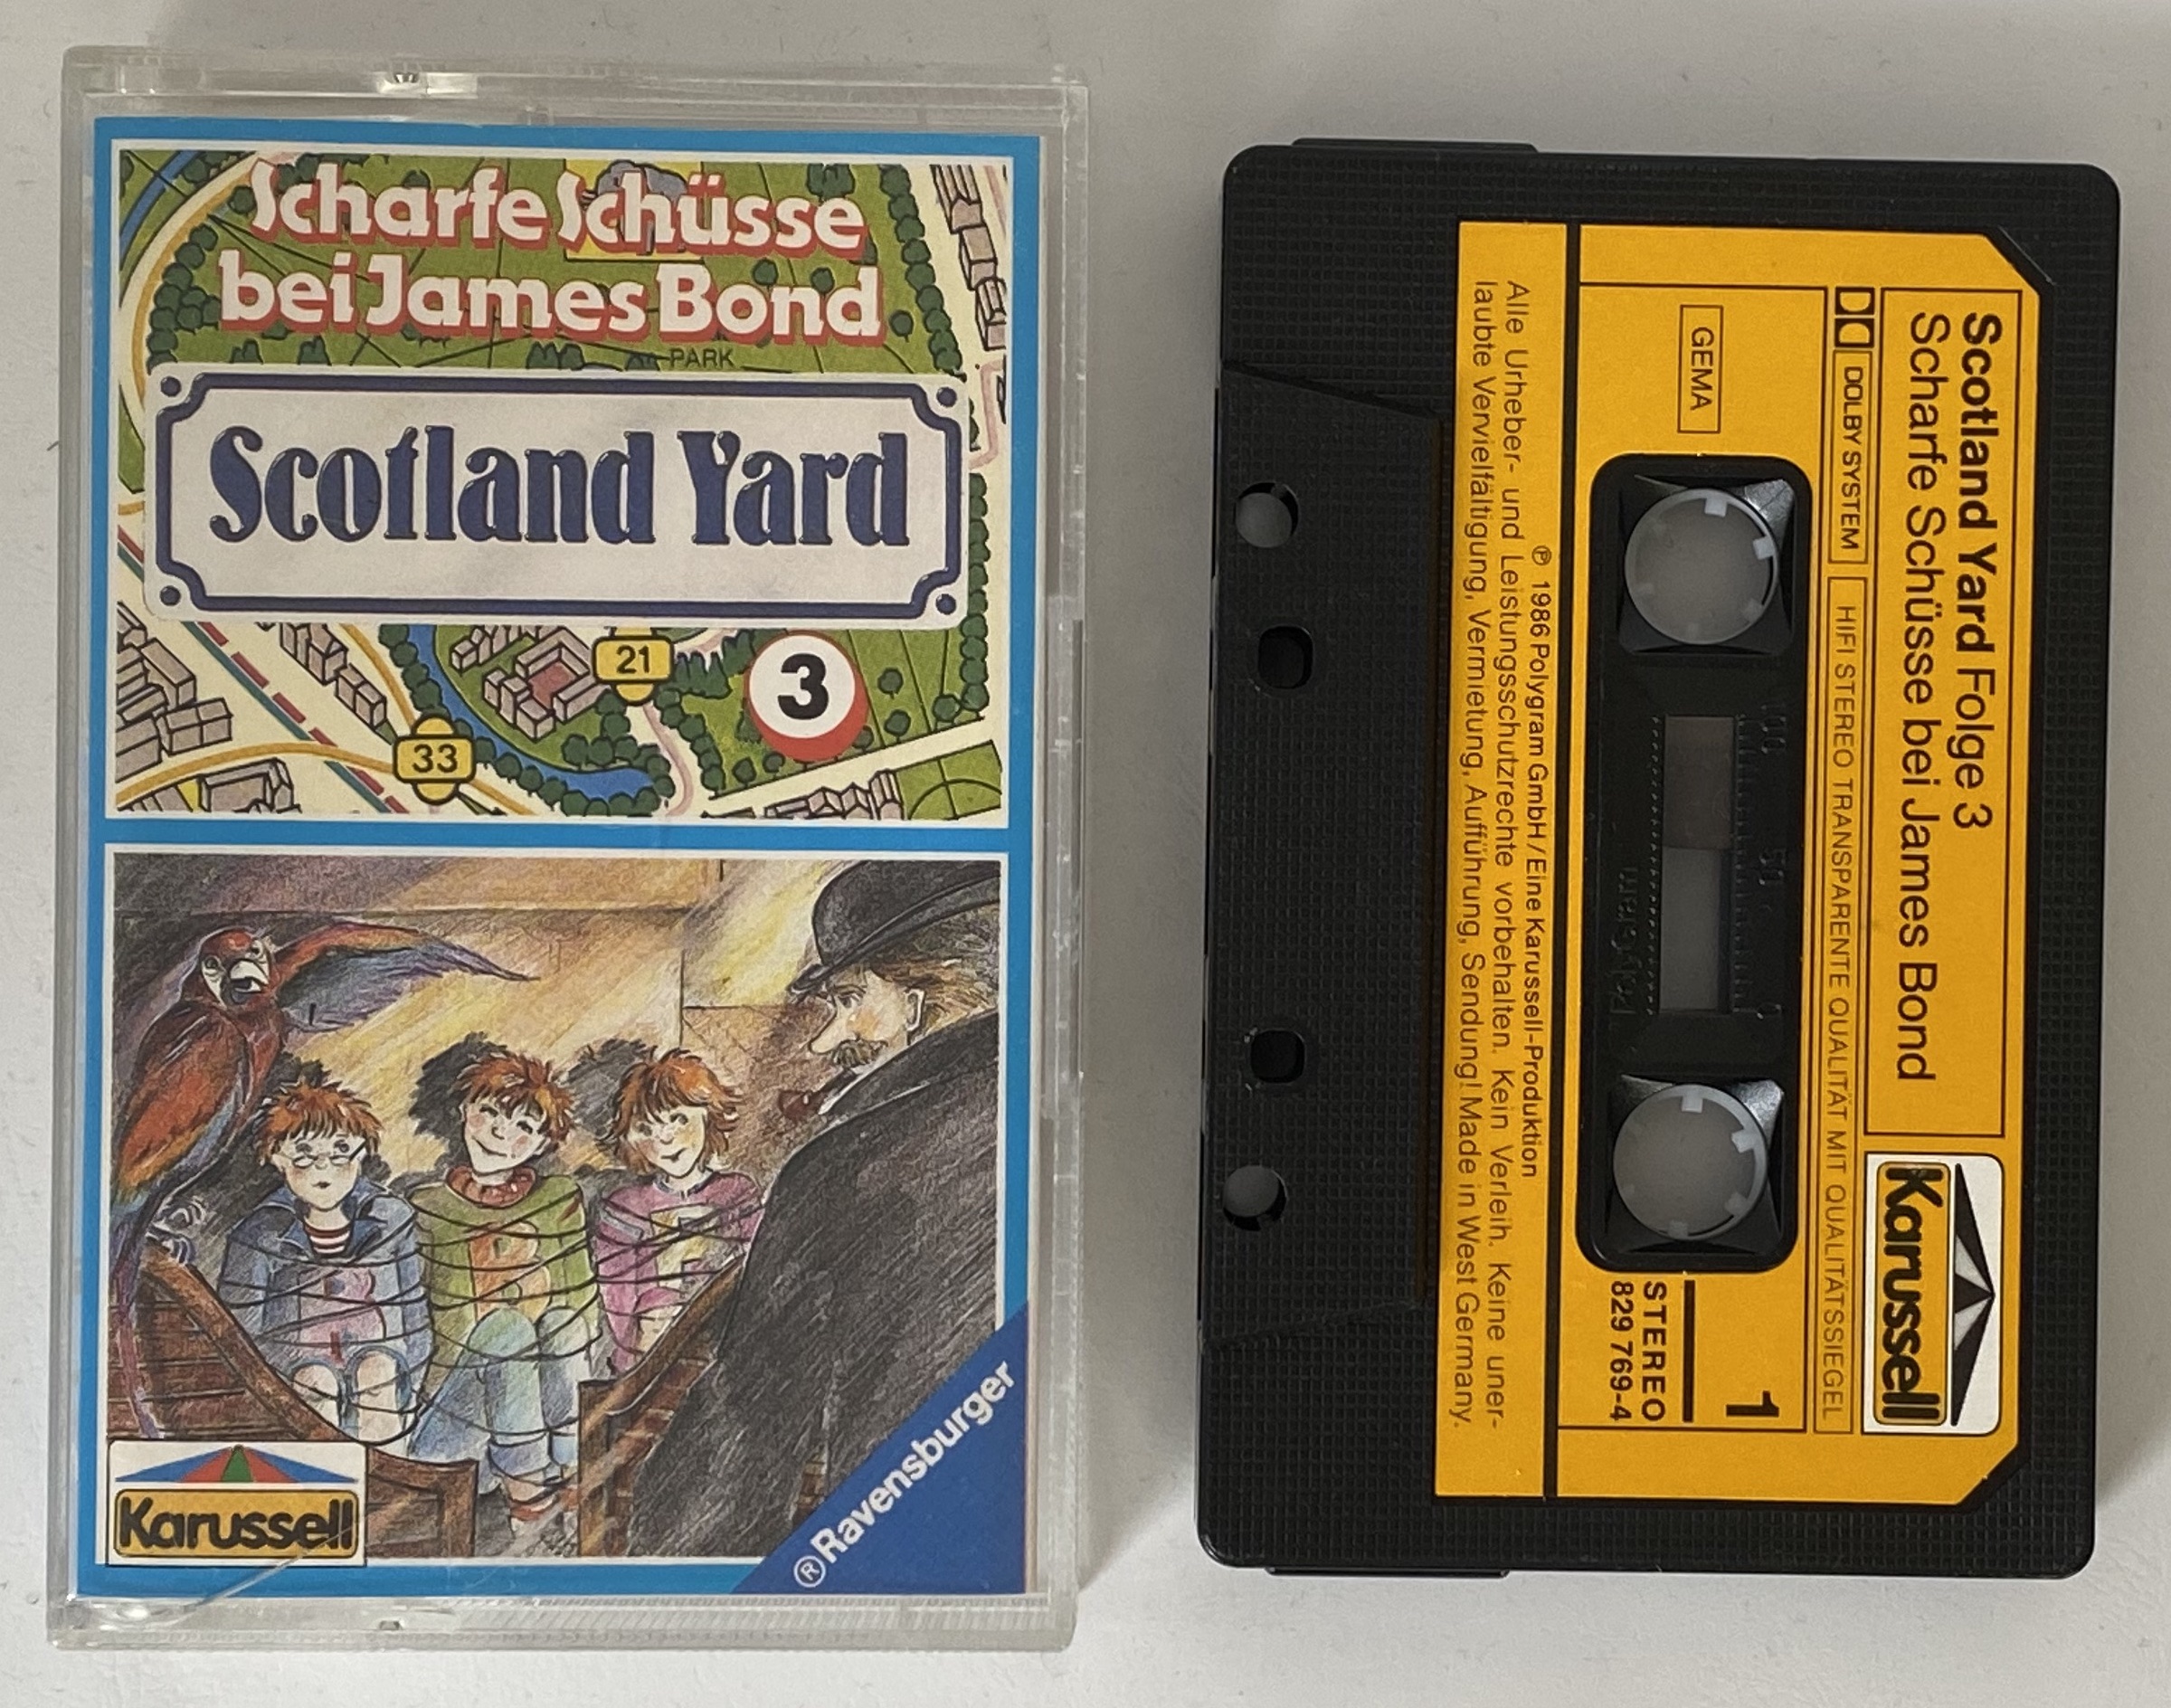 Scharfe Schüsse
bei James Bond
PARK
Scotland Yard
21
3
33
Karussell
®Ravensburger
Scotland Yard Folge 3
Scharfe Schüsse bei James Bond
Karussell
DOLBY SYSTEM
HIFI STEREO TRANSPARENTE QUALITÄT MIT QUALITÄTSSIEGEL
GEMA
1
STEREO
829 769-4
100 50 0
℗ 1986 Polygram GmbH/Eine Karussell-Produktion
Alle Urheber- und Leistungsschutzrechte vorbehalten. Kein Verleih. Keine uner-
laubte Vervielfältigung, Vermietung, Aufführung, Sendung! Made in West Germany.